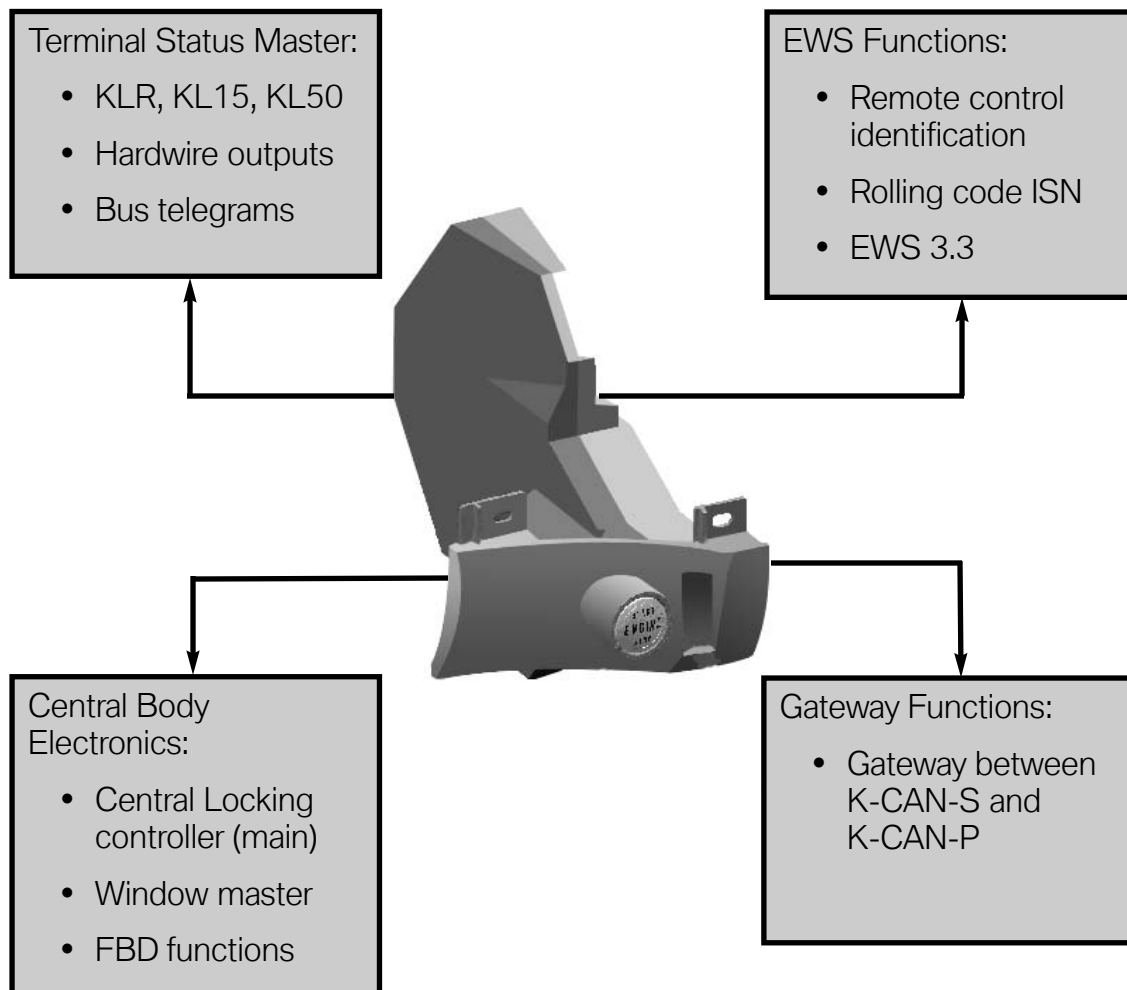 Terminal Status Master:
• KLR, KL15, KL50
• Hardwire outputs
• Bus telegrams
EWS Functions:
• Remote control
identification
• Rolling code ISN
• EWS 3.3
START
ENGINE
STOP
Central Body
Electronics:
• Central Locking
controller (main)
• Window master
• FBD functions
Gateway Functions:
• Gateway between
K-CAN-S and
K-CAN-P